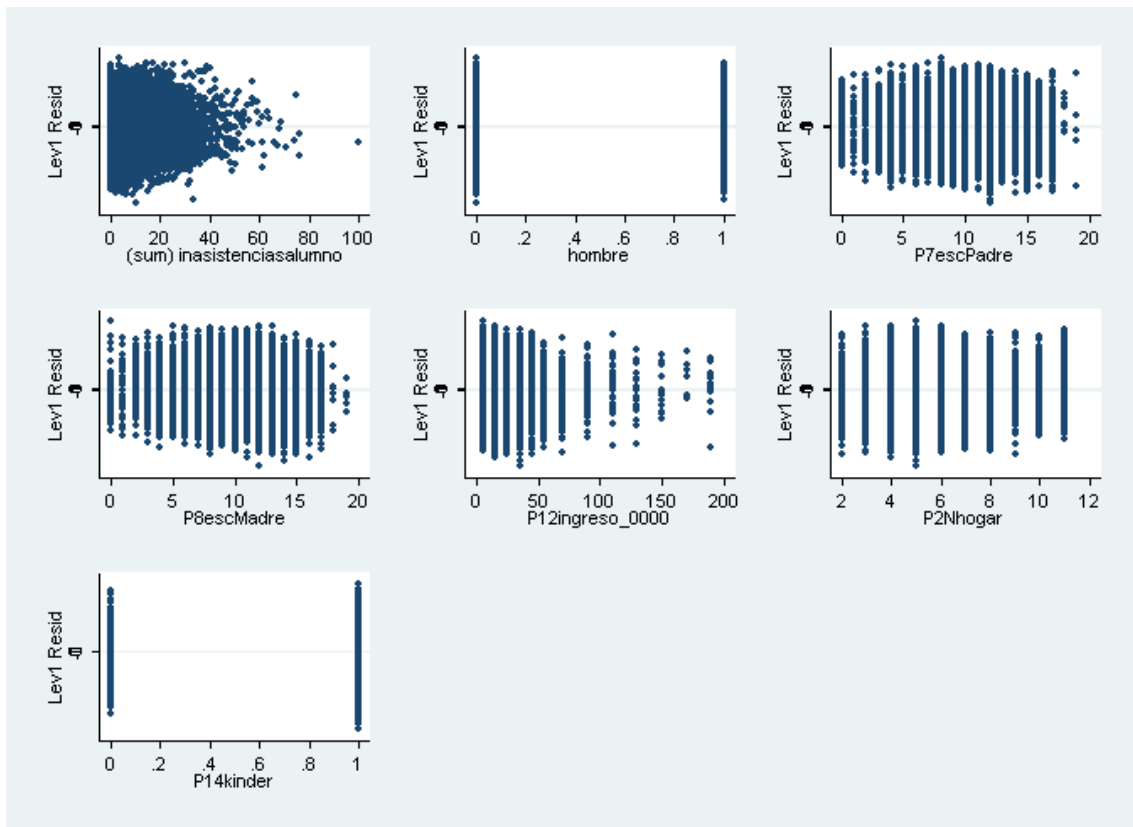 Lev1 Resid
0
0 20 40 60 80 100
(sum) inasistenciasalumno
Lev1 Resid
0
0 .2 .4 .6 .8 1
hombre
Lev1 Resid
0
0 5 10 15 20
P7escPadre
Lev1 Resid
0
0 5 10 15 20
P8escMadre
Lev1 Resid
0
0 50 100 150 200
P12ingreso_0000
Lev1 Resid
0
2 4 6 8 10 12
P2Nhogar
Lev1 Resid
0
0 .2 .4 .6 .8 1
P14kinder